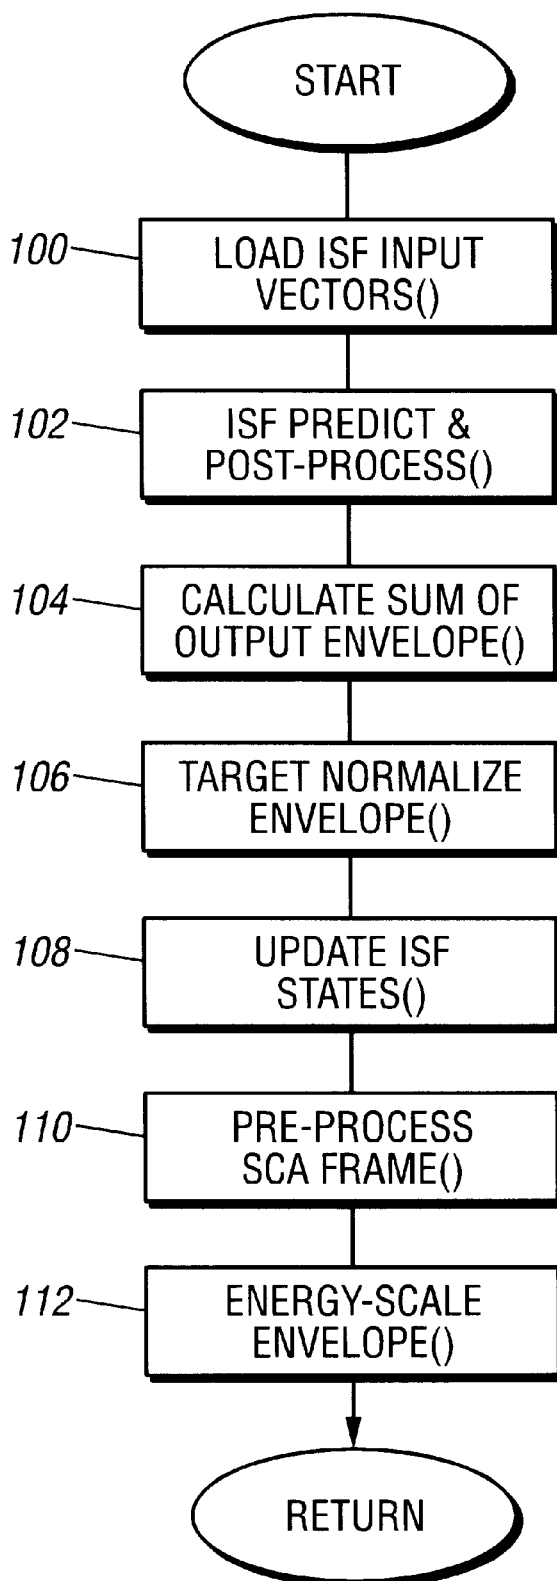 START
100
LOAD ISF INPUT
VECTORS()
102
ISF PREDICT &
POST-PROCESS()
104
CALCULATE SUM OF
OUTPUT ENVELOPE()
106
TARGET NORMALIZE
ENVELOPE()
108
UPDATE ISF
STATES()
110
PRE-PROCESS
SCA FRAME()
112
ENERGY-SCALE
ENVELOPE()
RETURN